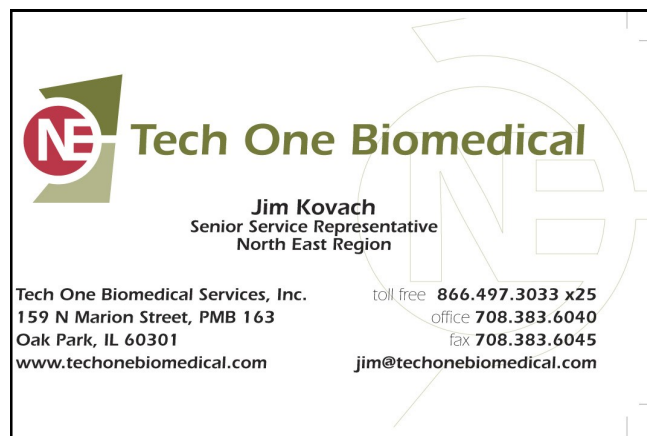 NE
Tech One Biomedical
Jim Kovach
Senior Service Representative
North East Region
Tech One Biomedical Services, Inc.
159 N Marion Street, PMB 163
Oak Park, IL 60301
www.techonebiomedical.com
toll free 866.497.3033 x25
office 708.383.6040
fax 708.383.6045
jim@techonebiomedical.com